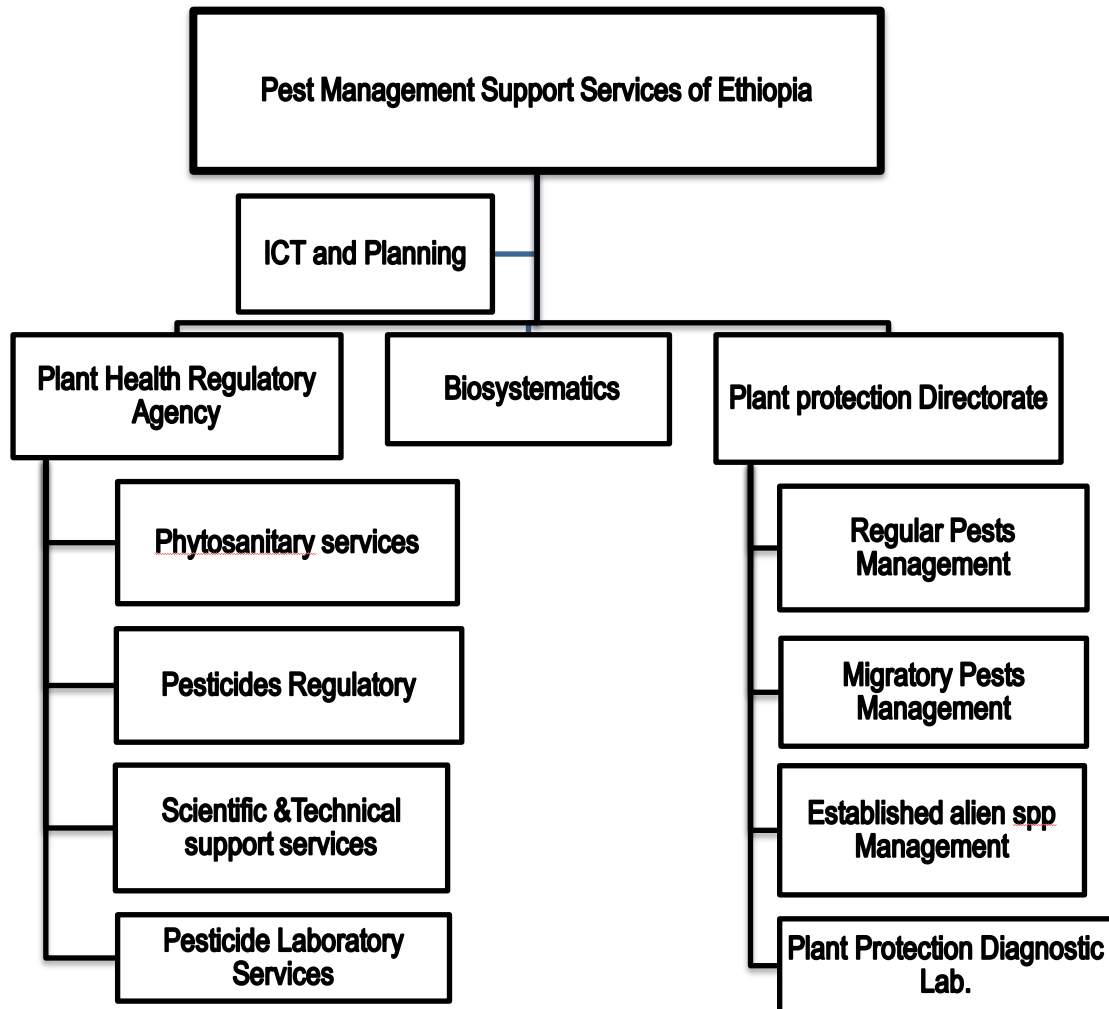 Pest Management Support Services of Ethiopia
ICT and Planning
Plant Health Regulatory
Agency
Biosystematics
Plant protection Directorate
Phytosanitary services
Pesticides Regulatory
Scientific &Technical
support services
Pesticide Laboratory
Services
Regular Pests
Management
Migratory Pests
Management
Established alien spp
Management
Plant Protection Diagnostic
Lab.